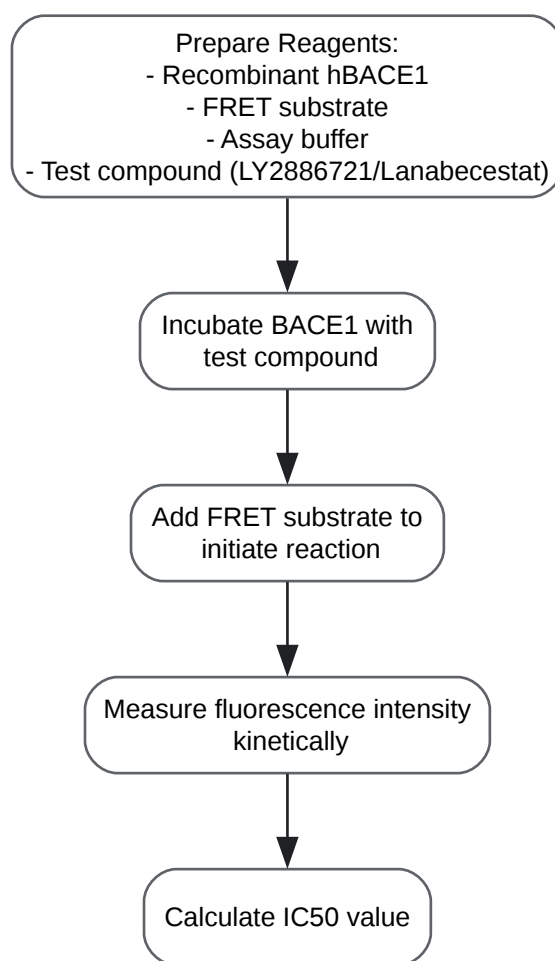 Prepare Reagents:
- Recombinant hBACE1
- FRET substrate
- Assay buffer
- Test compound (LY2886721/Lanabecestat)
Incubate BACE1 with
test compound
Add FRET substrate to
initiate reaction
Measure fluorescence intensity
kinetically
Calculate IC50 value